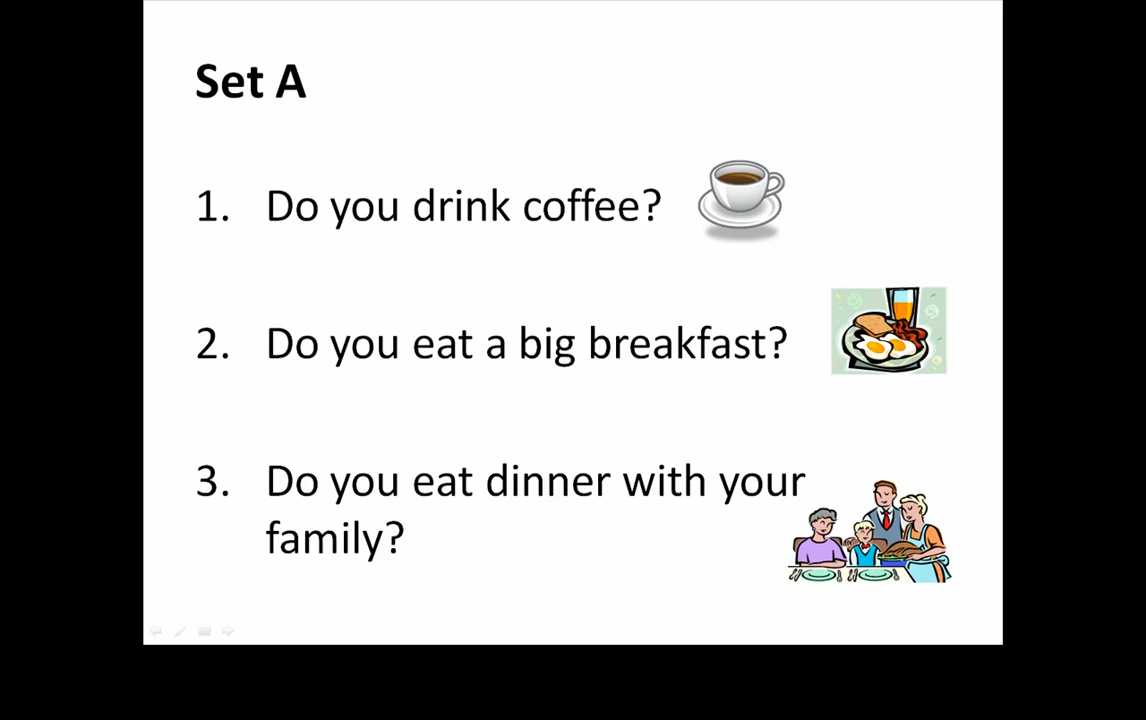 Set A
1. Do you drink coffee?
2. Do you eat a big breakfast?
3. Do you eat dinner with your
family?